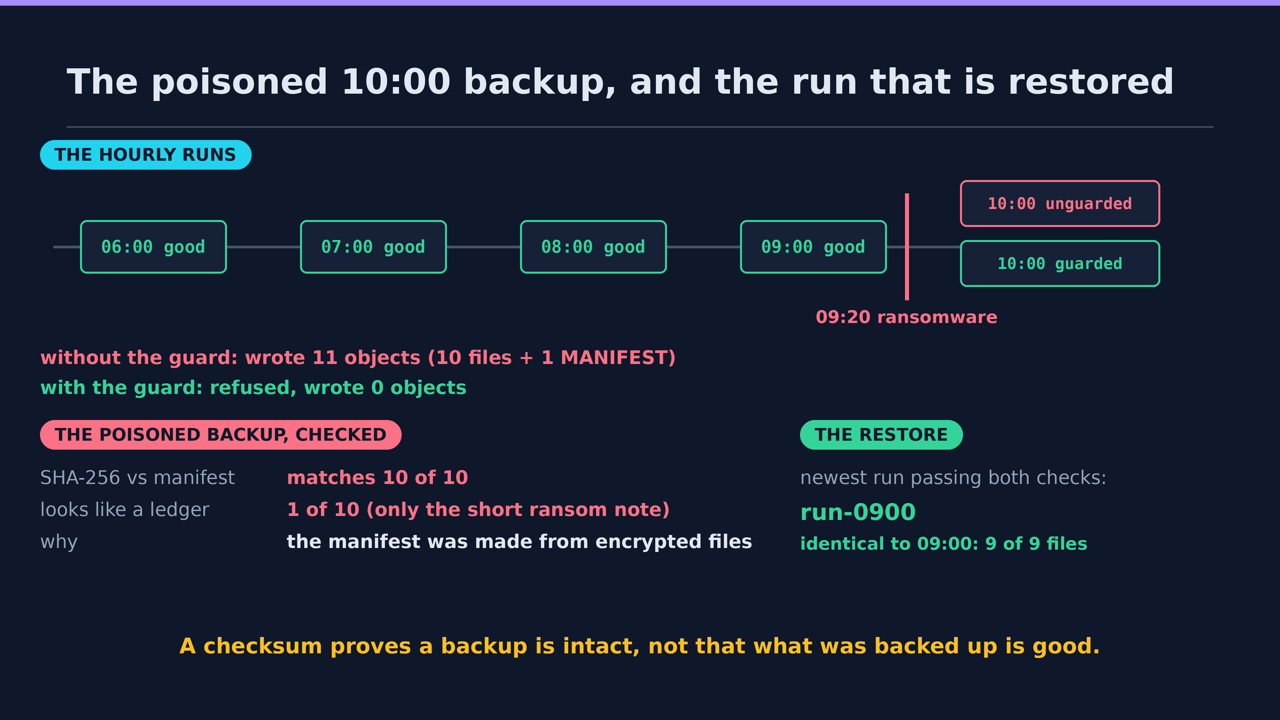 The poisoned 10:00 backup, and the run that is restored
THE HOURLY RUNS
06:00 good
07:00 good
08:00 good
09:00 good
10:00 unguarded
10:00 guarded
09:20 ransomware
without the guard: wrote 11 objects (10 files + 1 MANIFEST)
with the guard: refused, wrote 0 objects
THE POISONED BACKUP, CHECKED
SHA-256 vs manifest matches 10 of 10
looks like a ledger 1 of 10 (only the short ransom note)
why the manifest was made from encrypted files
THE RESTORE
newest run passing both checks:
run-0900
identical to 09:00: 9 of 9 files
A checksum proves a backup is intact, not that what was backed up is good.